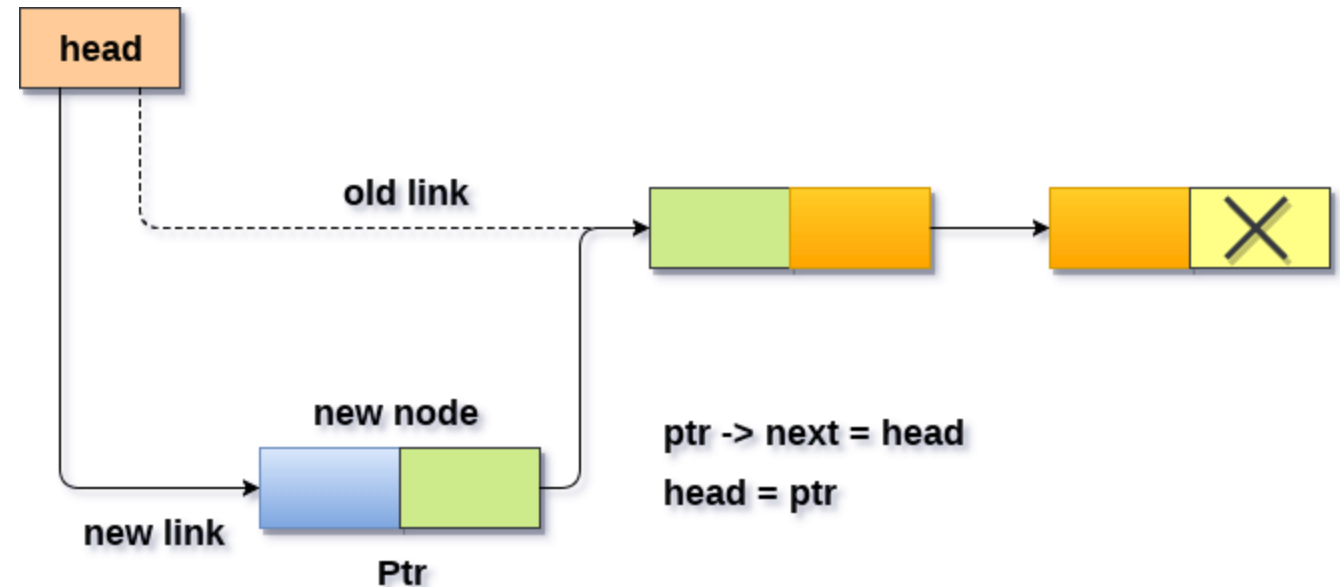 head
old link
new node
ptr -> next = head
head = ptr
new link
Ptr